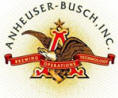 ANHEUSER-BUSCH, INC.
BREWING OPERATIONS TECHNOLOGY
A